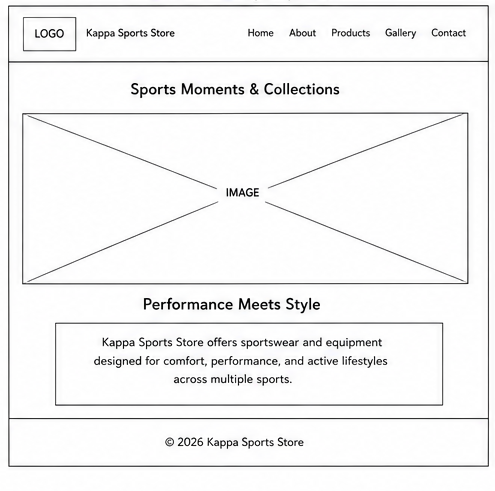 LOGO
Kappa Sports Store
Home About Products Gallery Contact
Sports Moments & Collections
IMAGE
Performance Meets Style
Kappa Sports Store offers sportswear and equipment
designed for comfort, performance, and active lifestyles
across multiple sports.
© 2026 Kappa Sports Store